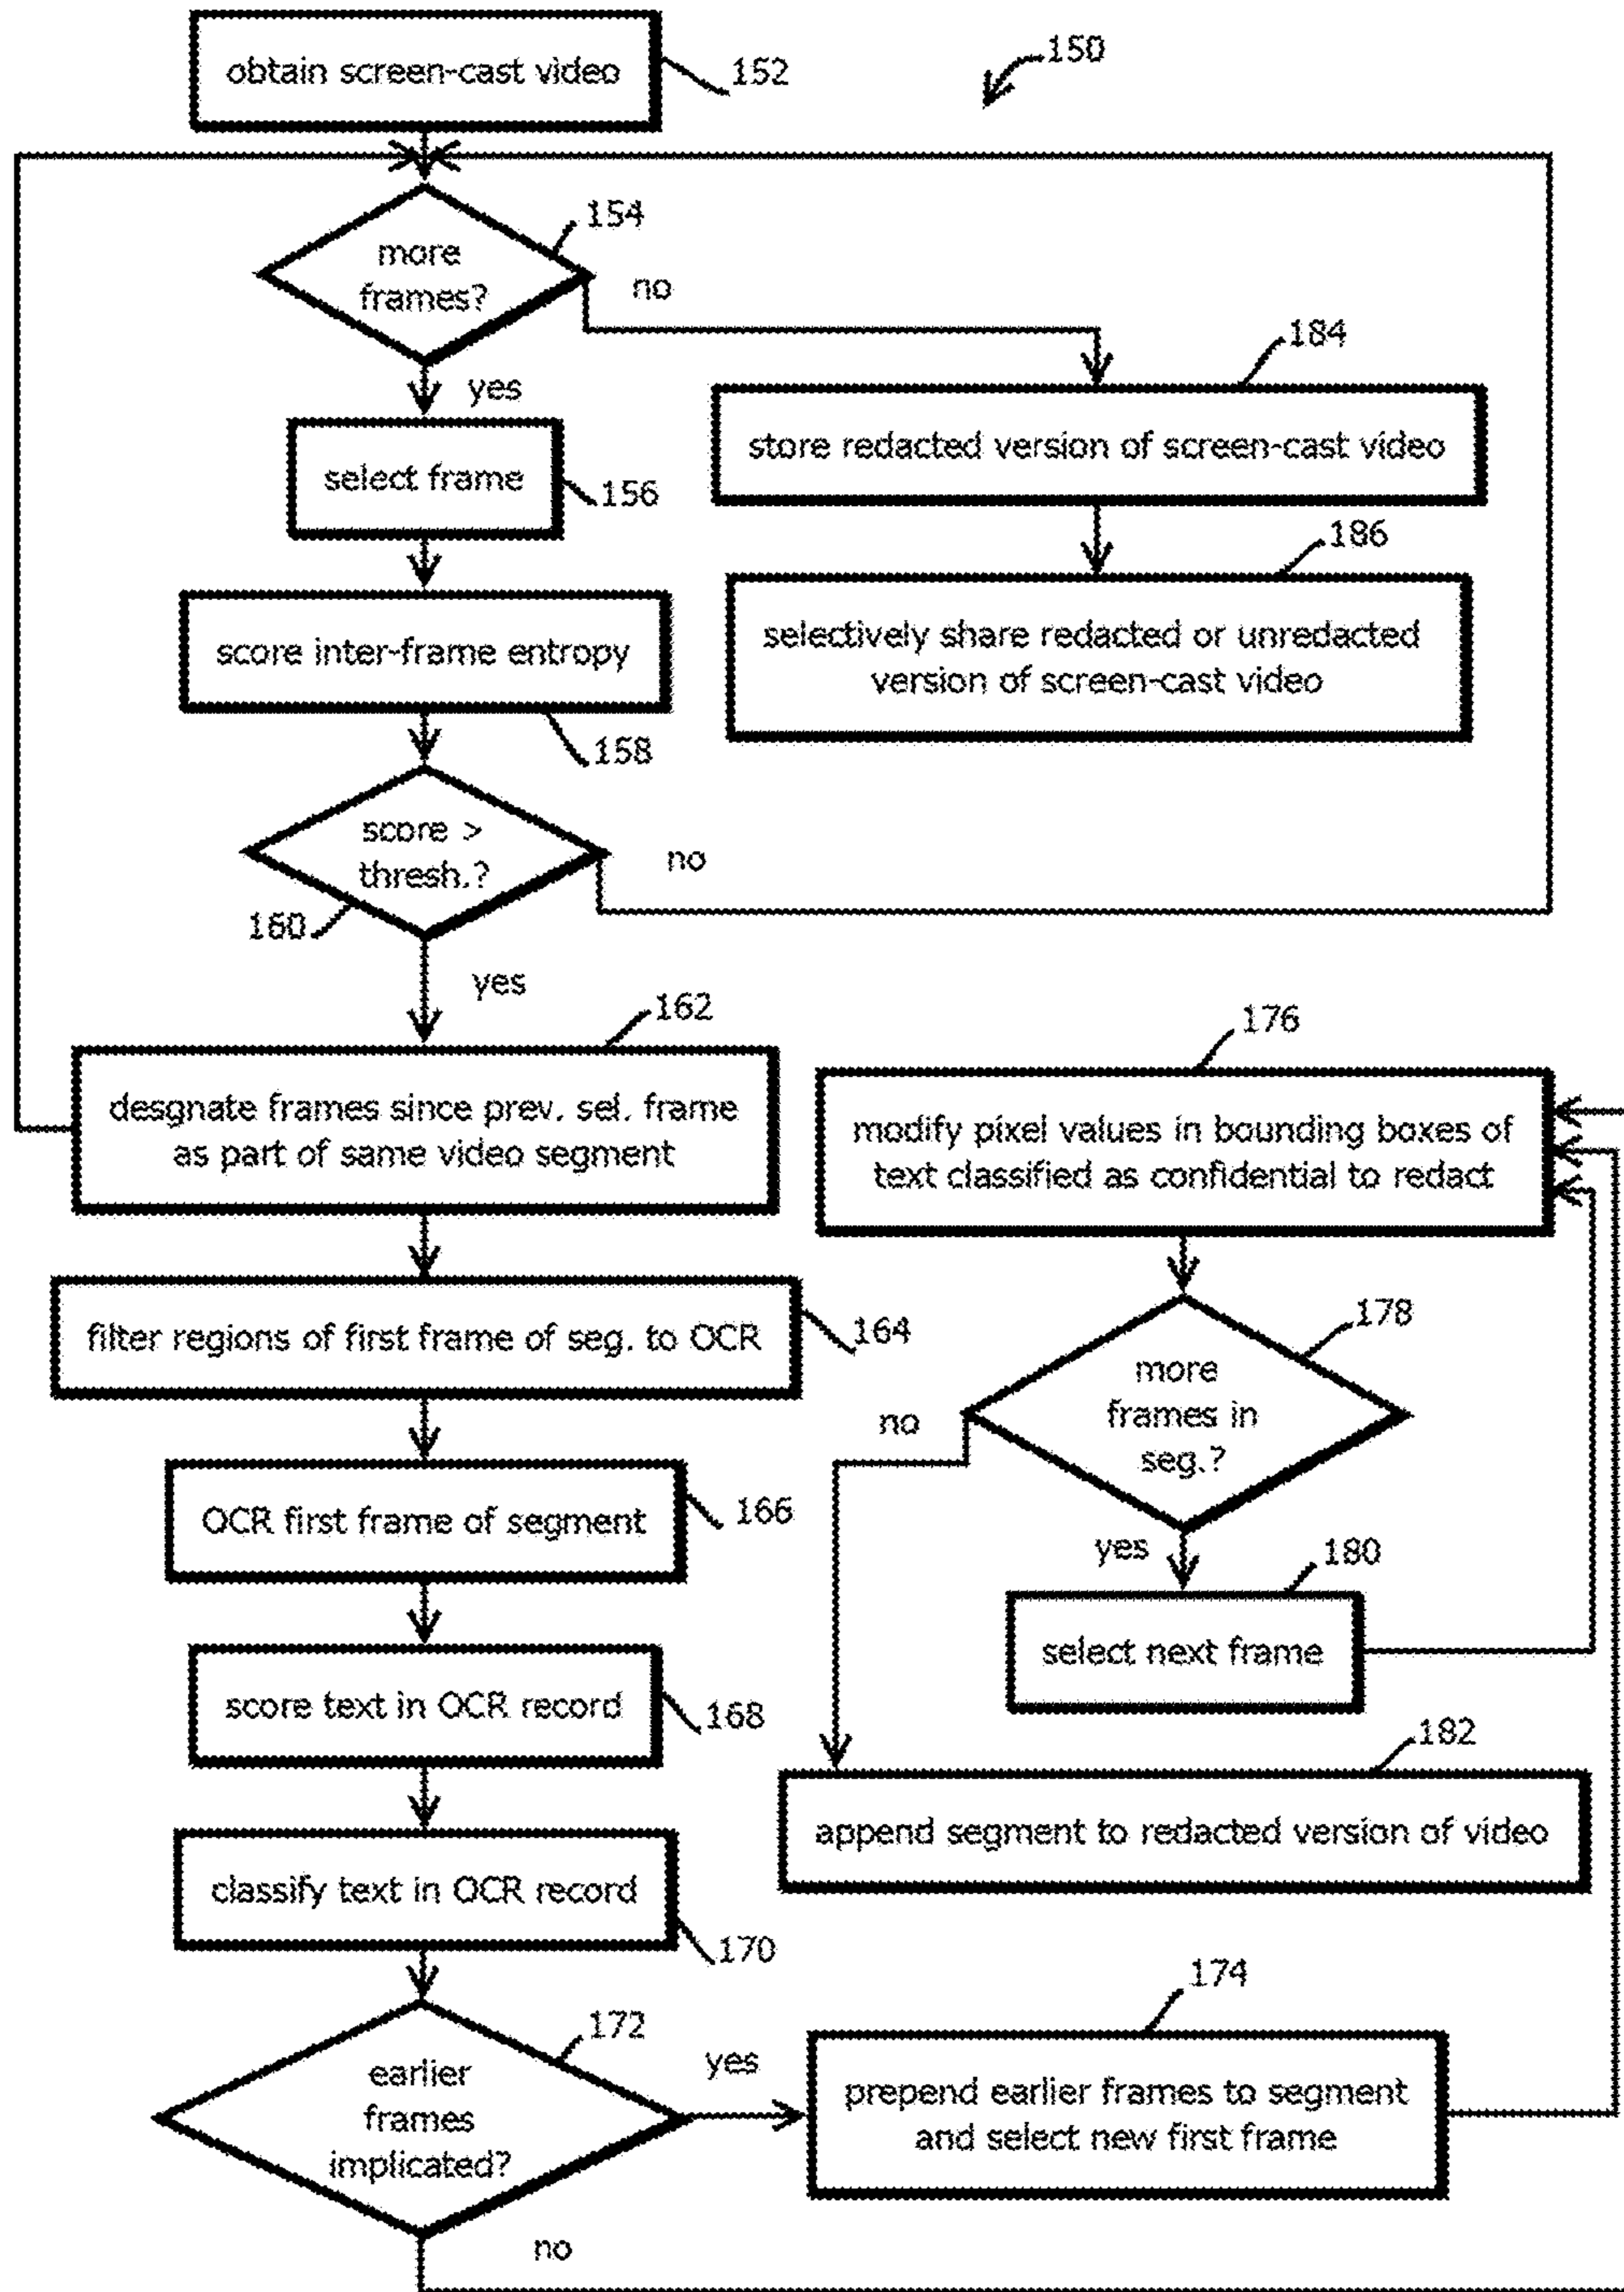 obtain screen-cast video
152
150
more
frames?
154
no
yes
184
store redacted version of screen-cast video
select frame
156
186
selectively share redacted or unredacted
version of screen-cast video
score inter-frame entropy
158
score >
thresh.?
160
no
yes
162
desgnate frames since prev. sel. frame
as part of same video segment
176
modify pixel values in bounding boxes of
text classified as confidential to redact
filter regions of first frame of seg. to OCR
164
178
more
frames in
seg.?
no
yes
OCR first frame of segment
166
180
select next frame
score text in OCR record
168
182
append segment to redacted version of video
classify text in OCR record
170
172
earlier
frames
implicated?
yes
no
174
prepend earlier frames to segment
and select new first frame